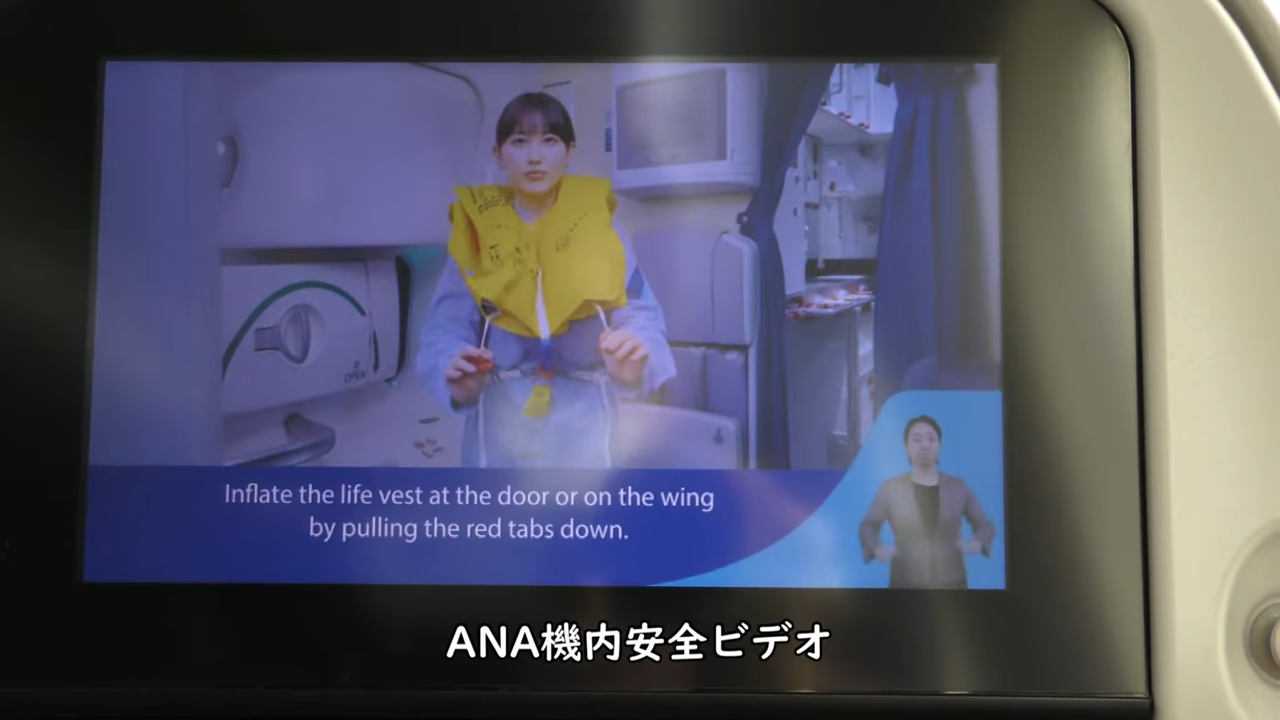 OPEN
Inflate the life vest at the door or on the wing
by pulling the red tabs down.
ANA機内安全ビデオ